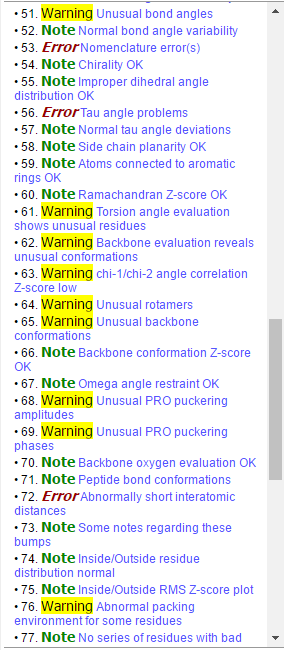 • 51. Warning Unusual bond angles
• 52. Note Normal bond angle variability
• 53. Error Nomenclature error(s)
• 54. Note Chirality OK
• 55. Note Improper dihedral angle
distribution OK
• 56. Error Tau angle problems
• 57. Note Normal tau angle deviations
• 58. Note Side chain planarity OK
• 59. Note Atoms connected to aromatic
rings OK
• 60. Note Ramachandran Z-score OK
• 61. Warning Torsion angle evaluation
shows unusual residues
• 62. Warning Backbone evaluation reveals
unusual conformations
• 63. Warning chi-1/chi-2 angle correlation
Z-score low
• 64. Warning Unusual rotamers
• 65. Warning Unusual backbone
conformations
• 66. Note Backbone conformation Z-score
OK
• 67. Note Omega angle restraint OK
• 68. Warning Unusual PRO puckering
amplitudes
• 69. Warning Unusual PRO puckering
phases
• 70. Note Backbone oxygen evaluation OK
• 71. Note Peptide bond conformations
• 72. Error Abnormally short interatomic
distances
• 73. Note Some notes regarding these
bumps
• 74. Note Inside/Outside residue
distribution normal
• 75. Note Inside/Outside RMS Z-score plot
• 76. Warning Abnormal packing
environment for some residues
• 77. Note No series of residues with bad